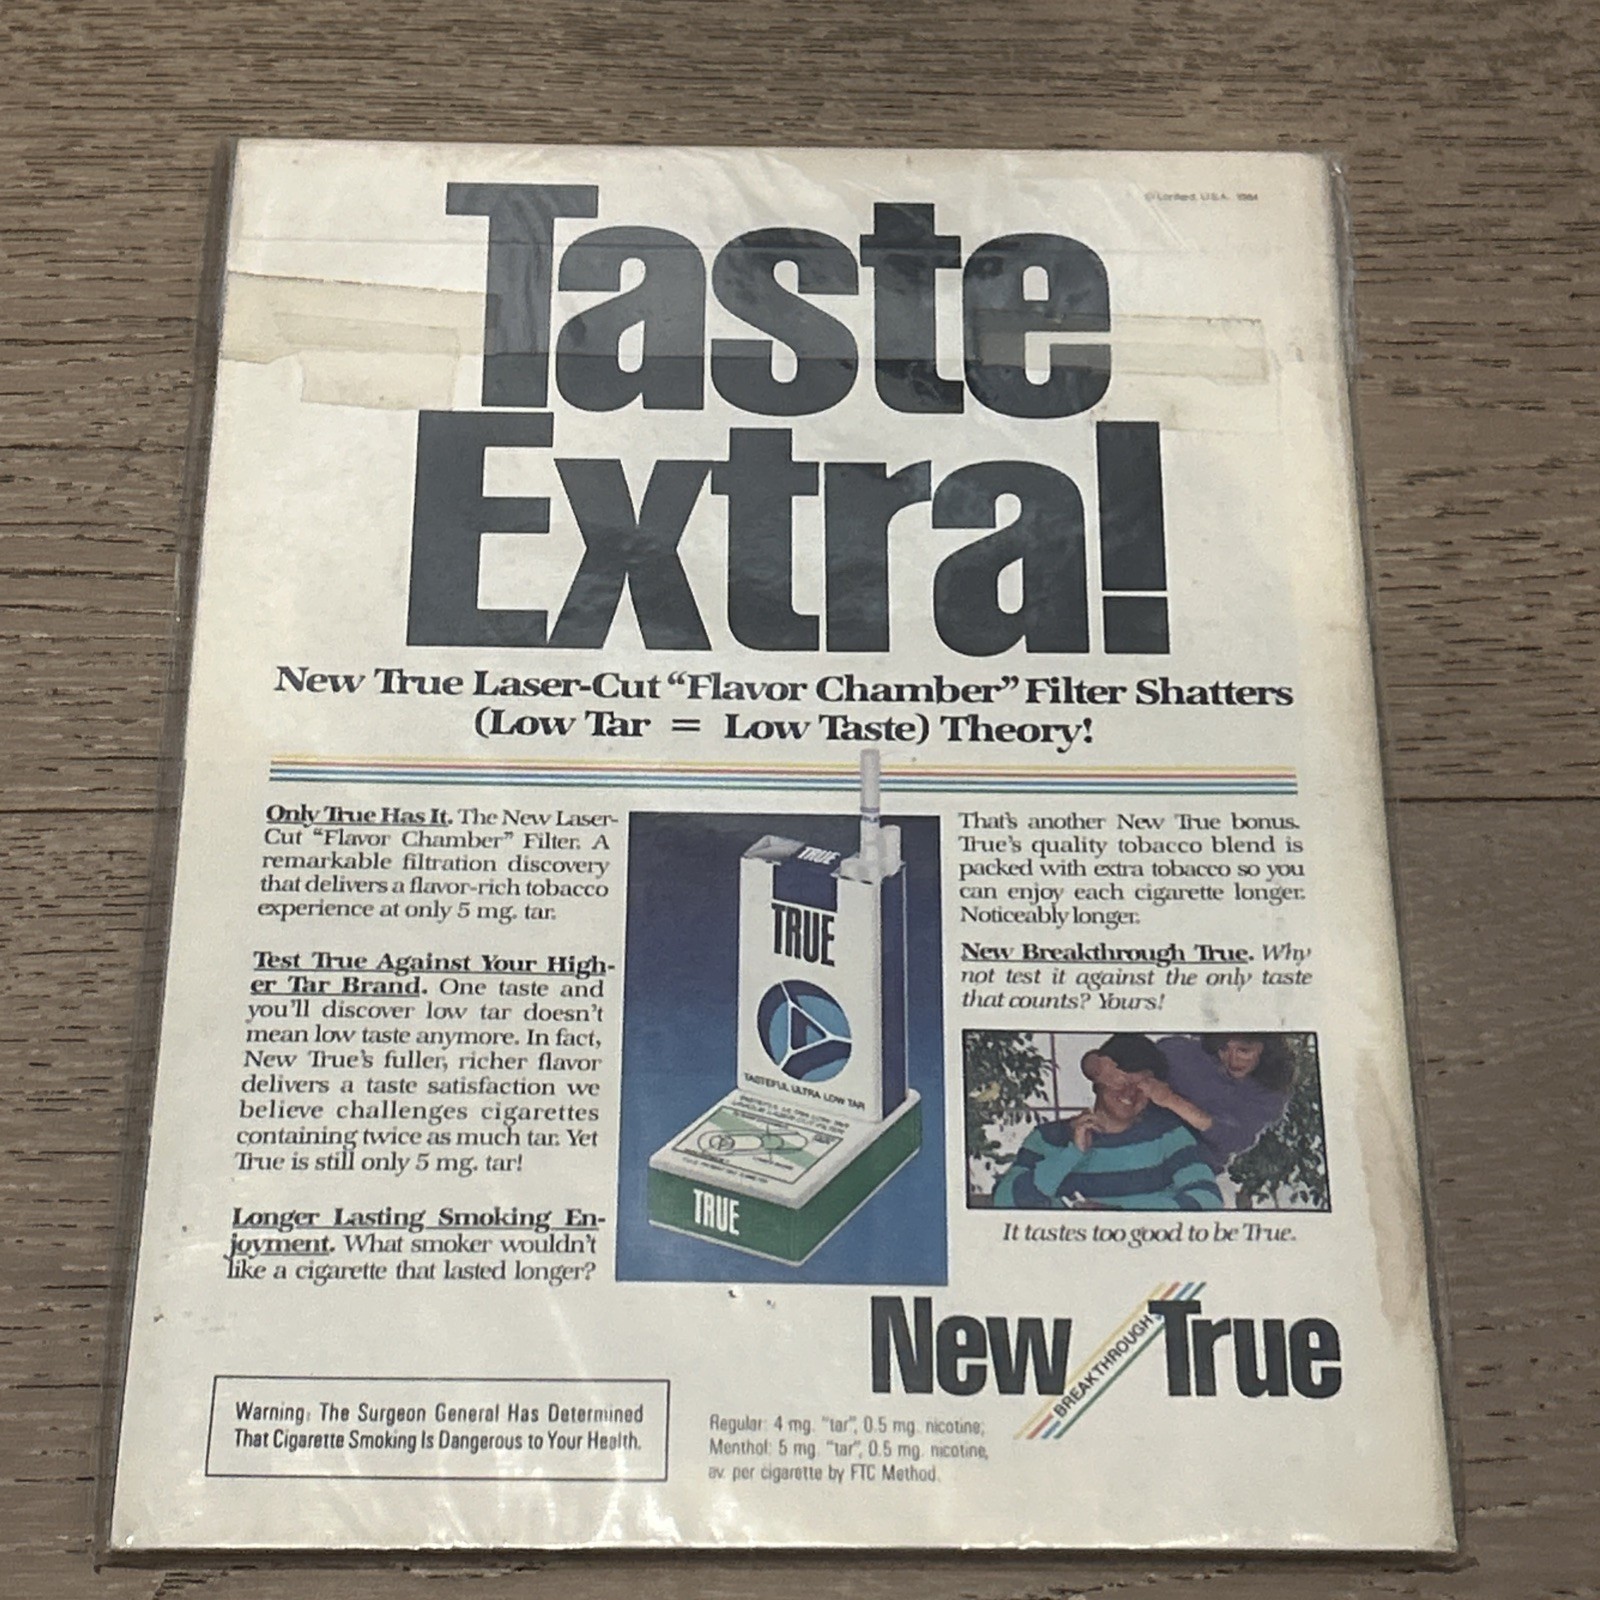 © Lorillard, U.S.A., 1984
Taste
Extra!
New True Laser-Cut “Flavor Chamber” Filter Shatters
(Low Tar = Low Taste) Theory!
Only True Has It. The New Laser-
Cut “Flavor Chamber” Filter. A
remarkable filtration discovery
that delivers a flavor-rich tobacco
experience at only 5 mg. tar.
Test True Against Your High-
er Tar Brand. One taste and
you'll discover low tar doesn't
mean low taste anymore. In fact,
New True's fuller, richer flavor
delivers a taste satisfaction we
believe challenges cigarettes
containing twice as much tar. Yet
True is still only 5 mg. tar!
Longer Lasting Smoking En-
joyment. What smoker wouldn't
like a cigarette that lasted longer?
TRUE
TRUE
TASTEFUL ULTRA LOW TAR
TRUE
That's another New True bonus.
True's quality tobacco blend is
packed with extra tobacco so you
can enjoy each cigarette longer.
Noticeably longer.
New Breakthrough True. Why
not test it against the only taste
that counts? Yours!
It tastes too good to be True.
New BREAKTHROUGH True
Warning: The Surgeon General Has Determined
That Cigarette Smoking Is Dangerous to Your Health.
Regular: 4 mg. “tar”, 0.5 mg. nicotine;
Menthol: 5 mg. “tar”, 0.5 mg. nicotine,
av. per cigarette by FTC Method.